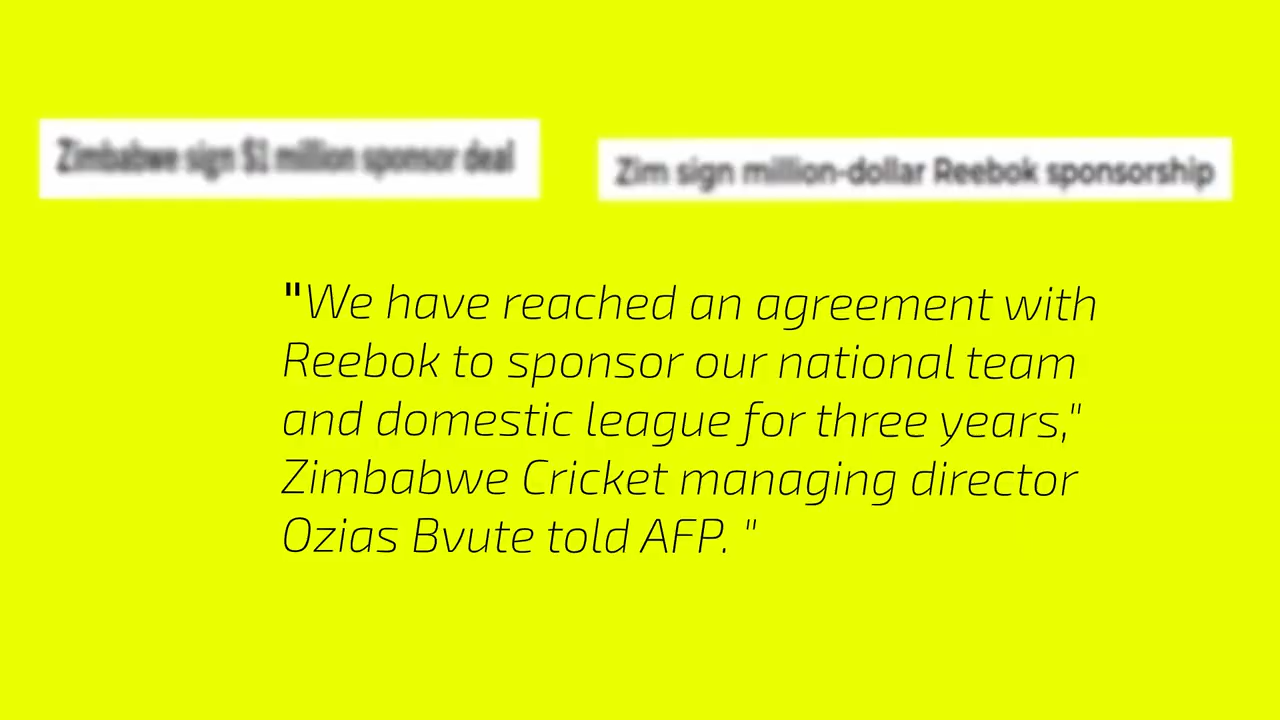 Zimbabwe sign $1 million sponsor deal
Zim sign million-dollar Reebok sponsorship
"We have reached an agreement with
Reebok to sponsor our national team
and domestic league for three years,"
Zimbabwe Cricket managing director
Ozias Bvute told AFP. "